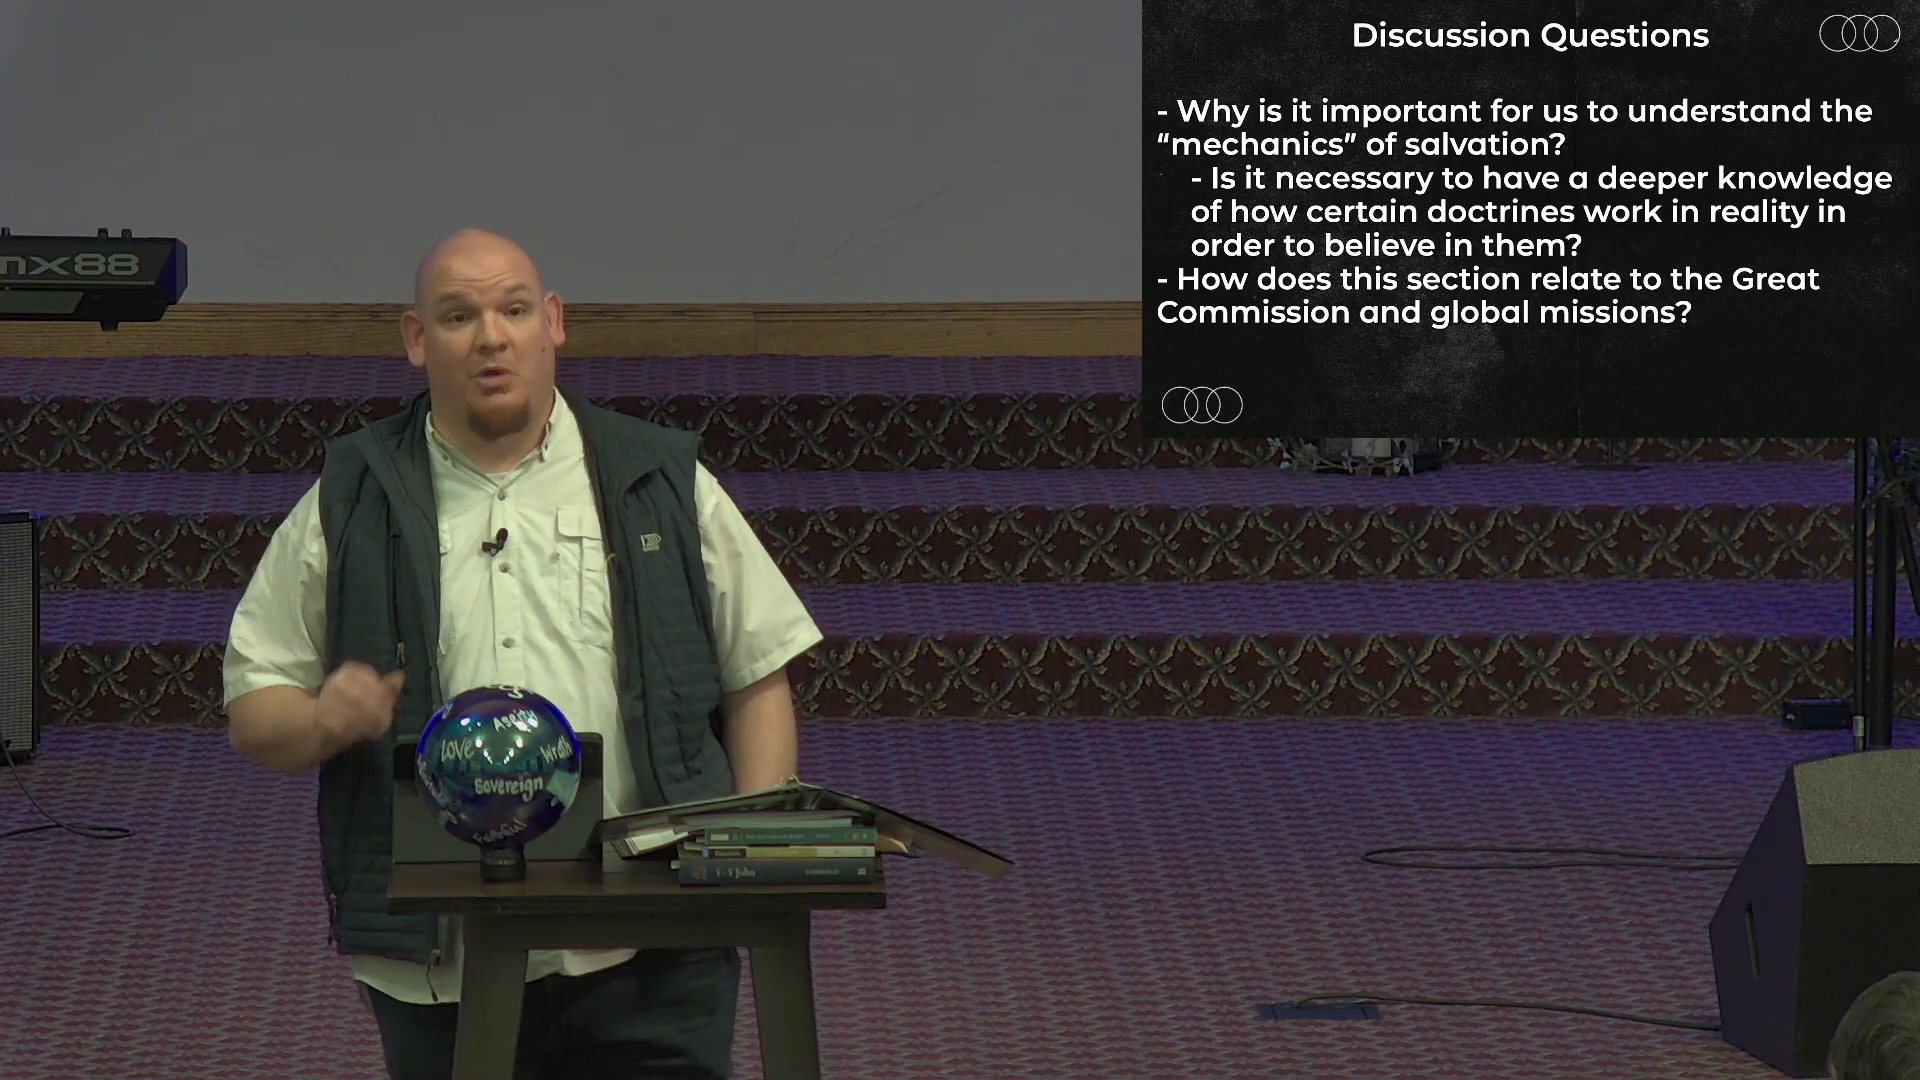 Discussion Questions
- Why is it important for us to understand the
“mechanics” of salvation?
- Is it necessary to have a deeper knowledge
of how certain doctrines work in reality in
order to believe in them?
- How does this section relate to the Great
Commission and global missions?
mx88
Aseity
Love
Wrath
Sovereign
Faithful
1-3 John